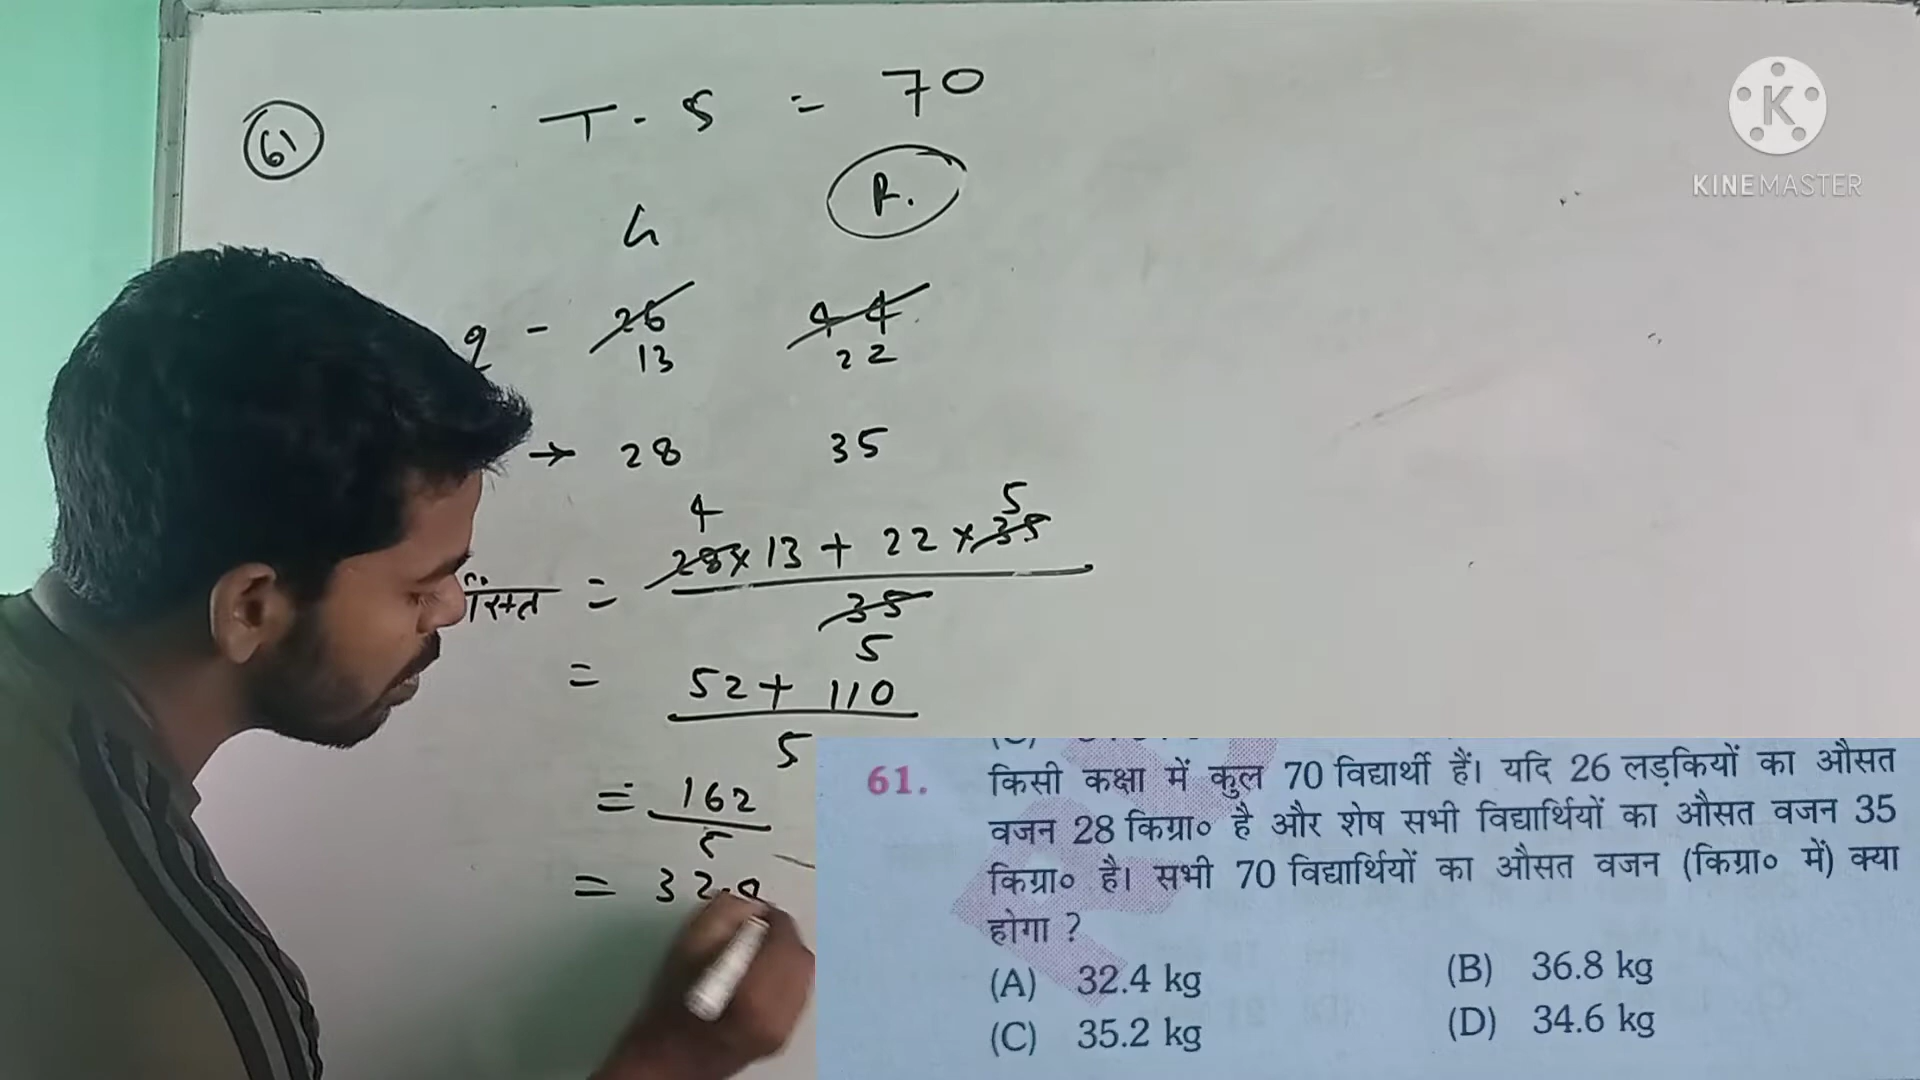 61
T. S = 70
G R.
q - 26 44
13 22
→ 28 35
4 5
28 × 13 + 22 × 35
=
35
5
= 52 + 110
5
= 162
5
= 32.4
KINEMASTER
61. किसी कक्षा में कुल 70 विद्यार्थी हैं। यदि 26 लड़कियों का औसत
वजन 28 किग्रा० है और शेष सभी विद्यार्थियों का औसत वजन 35
किग्रा० है। सभी 70 विद्यार्थियों का औसत वजन (किग्रा० में) क्या
होगा ?
(A) 32.4 kg (B) 36.8 kg
(C) 35.2 kg (D) 34.6 kg